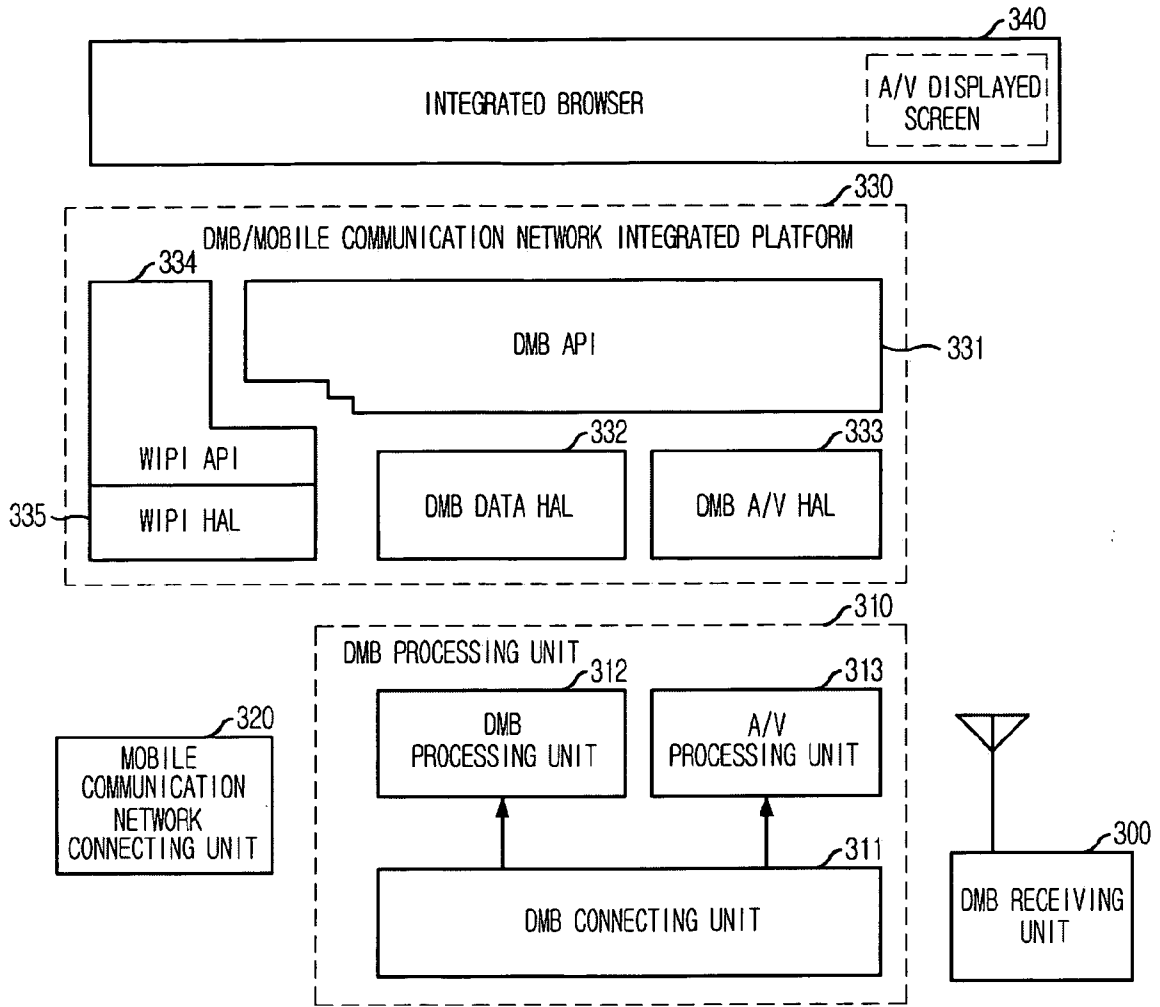 340
INTEGRATED BROWSER
A/V DISPLAYED
SCREEN
330
DMB/MOBILE COMMUNICATION NETWORK INTEGRATED PLATFORM
334
DMB API
331
WIPI API
332
333
335
WIPI HAL
DMB DATA HAL
DMB A/V HAL
310
DMB PROCESSING UNIT
312
313
DMB
PROCESSING UNIT
A/V
PROCESSING UNIT
320
MOBILE
COMMUNICATION
NETWORK
CONNECTING UNIT
311
DMB CONNECTING UNIT
300
DMB RECEIVING
UNIT